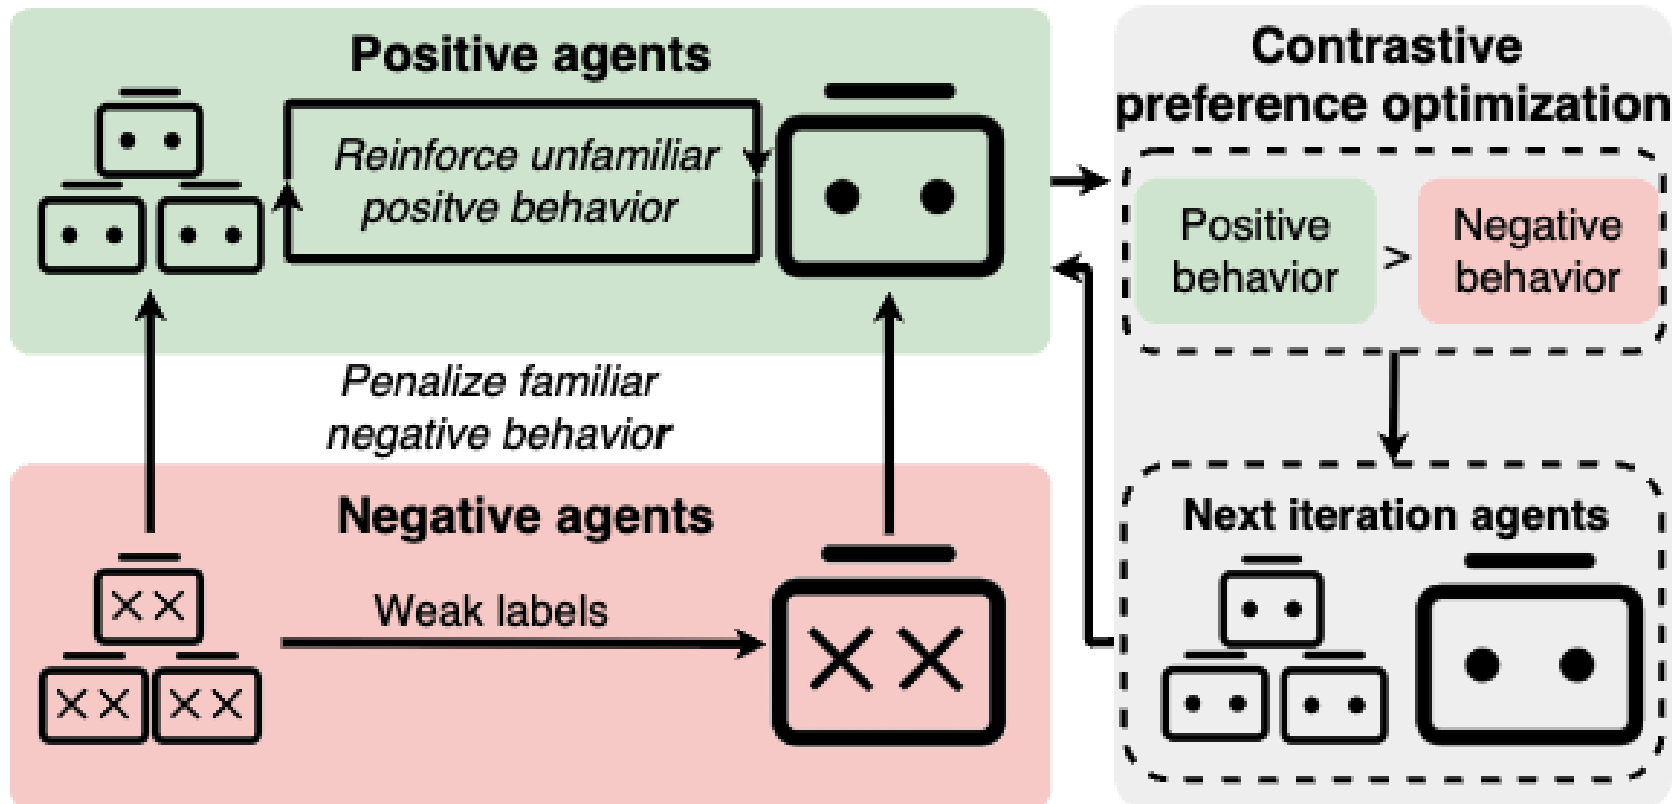 Positive agents
Reinforce unfamiliar
positve behavior
Penalize familiar
negative behavior
Negative agents
Weak labels
Contrastive
preference optimization
Positive
behavior
>
Negative
behavior
Next iteration agents